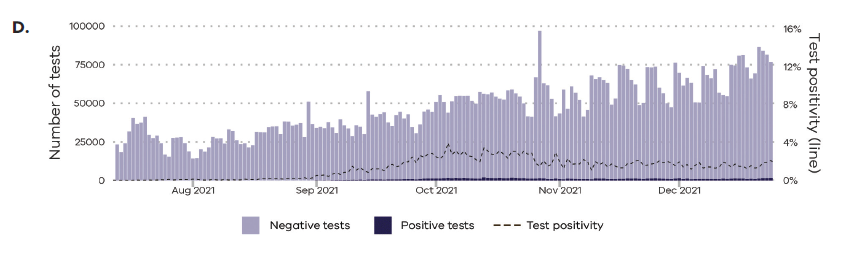 D.
Number of tests
100000
75000
50000
25000
0
16%
12%
8%
4%
0%
Test positivity (line)
Aug 2021 Sep 2021 Oct 2021 Nov 2021 Dec 2021
Negative tests Positive tests Test positivity